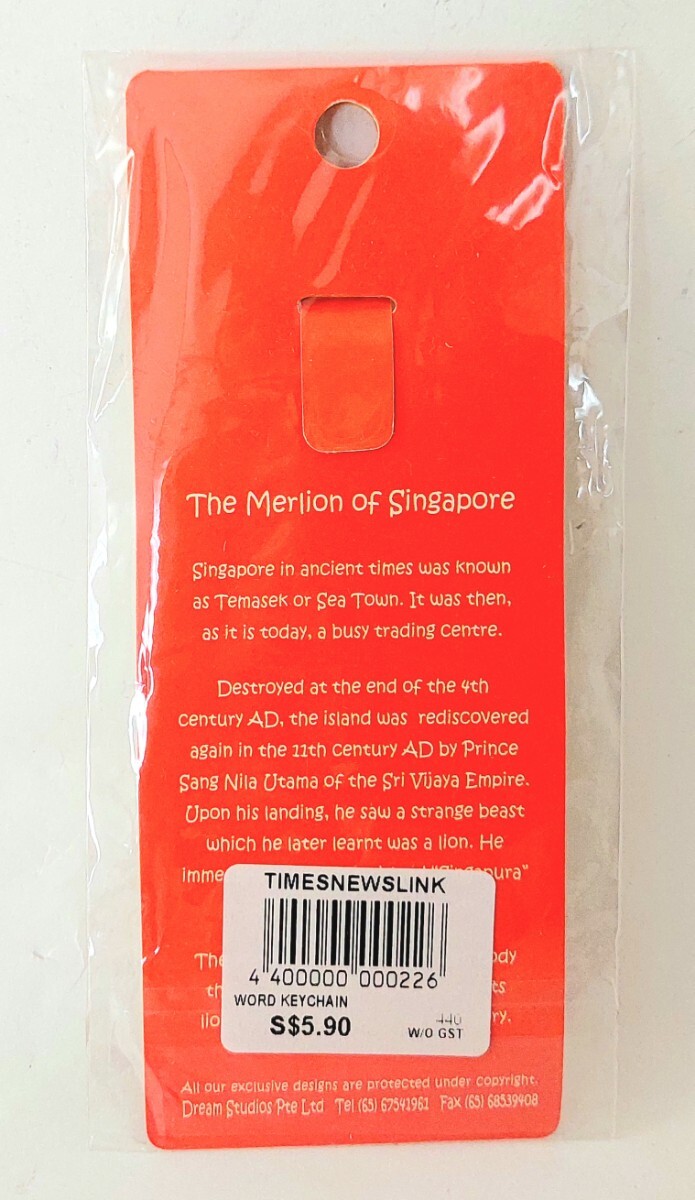 The Merlion of Singapore
Singapore in ancient times was known
as Temasek or Sea Town. It was then,
as it is today, a busy trading centre.
Destroyed at the end of the 4th
century AD, the island was rediscovered
again in the 11th century AD by Prince
Sang Nila Utama of the Sri Vijaya Empire.
Upon his landing, he saw a strange beast
which he later learnt was a lion. He
TIMESNEWSLINK
4 400000 000226
WORD KEYCHAIN
S$5.90
W/O GST
All our exclusive designs are protected under copyright.
Dream Studios Pte Ltd Tel (65) 67541961 Fax (65) 68539408